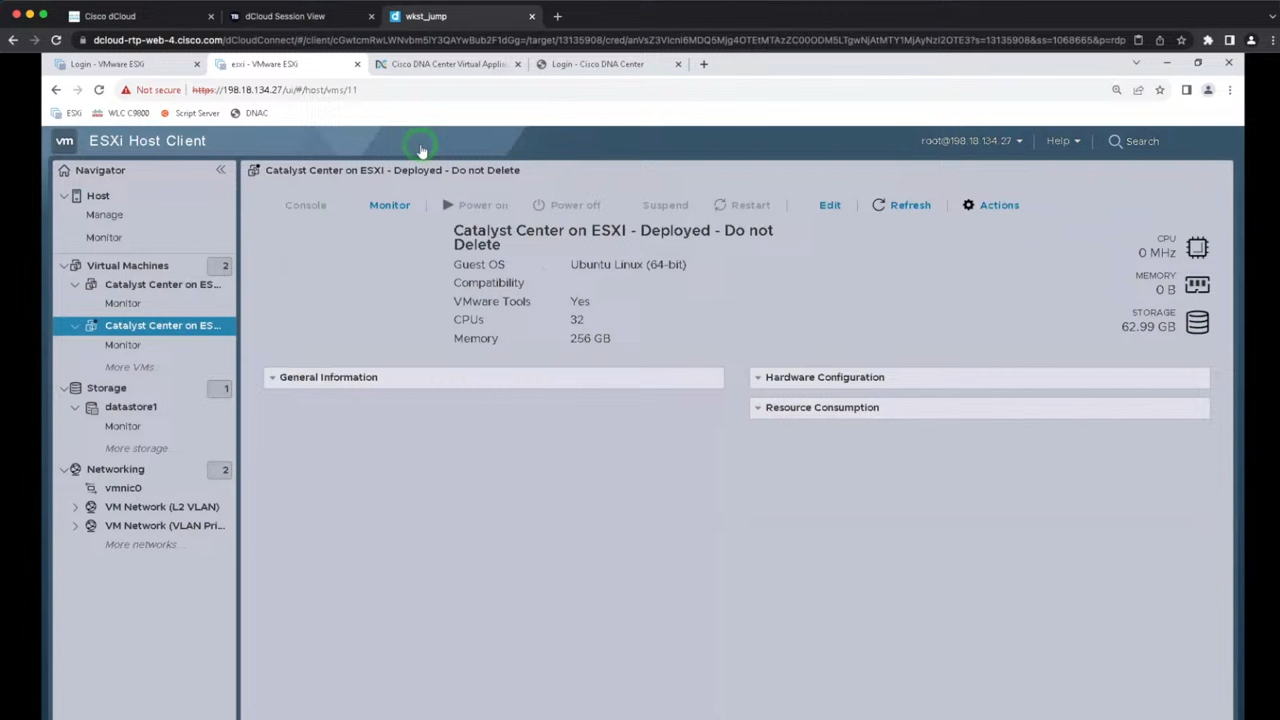 Cisco dCloud
dCloud Session View
wkst_jump
Login - VMware ESXi
esxi - VMware ESXi
Cisco DNA Center Virtual Applia
Login - Cisco DNA Center
Not secure
https://198.18.134.27/ui/#/host/vms/11
ESXi
WLC C9800
Script Server
DNAC
vm
ESXi Host Client
root@198.18.134.27
Help
Search
Navigator
Host
Manage
Monitor
Virtual Machines
2
Catalyst Center on ES...
Monitor
Catalyst Center on ES...
Monitor
More VMs...
Storage
1
datastore1
Monitor
More storage...
Networking
2
vmnic0
VM Network (L2 VLAN)
VM Network (VLAN Pri...
More networks...
Catalyst Center on ESXI - Deployed - Do not Delete
Console
Monitor
Power on
Power off
Suspend
Restart
Edit
Refresh
Actions
Catalyst Center on ESXI - Deployed - Do not
Delete
Guest OS Ubuntu Linux (64-bit)
Compatibility
VMware Tools Yes
CPUs 32
Memory 256 GB
CPU
0 MHz
MEMORY
0 B
STORAGE
62.99 GB
General Information
Hardware Configuration
Resource Consumption